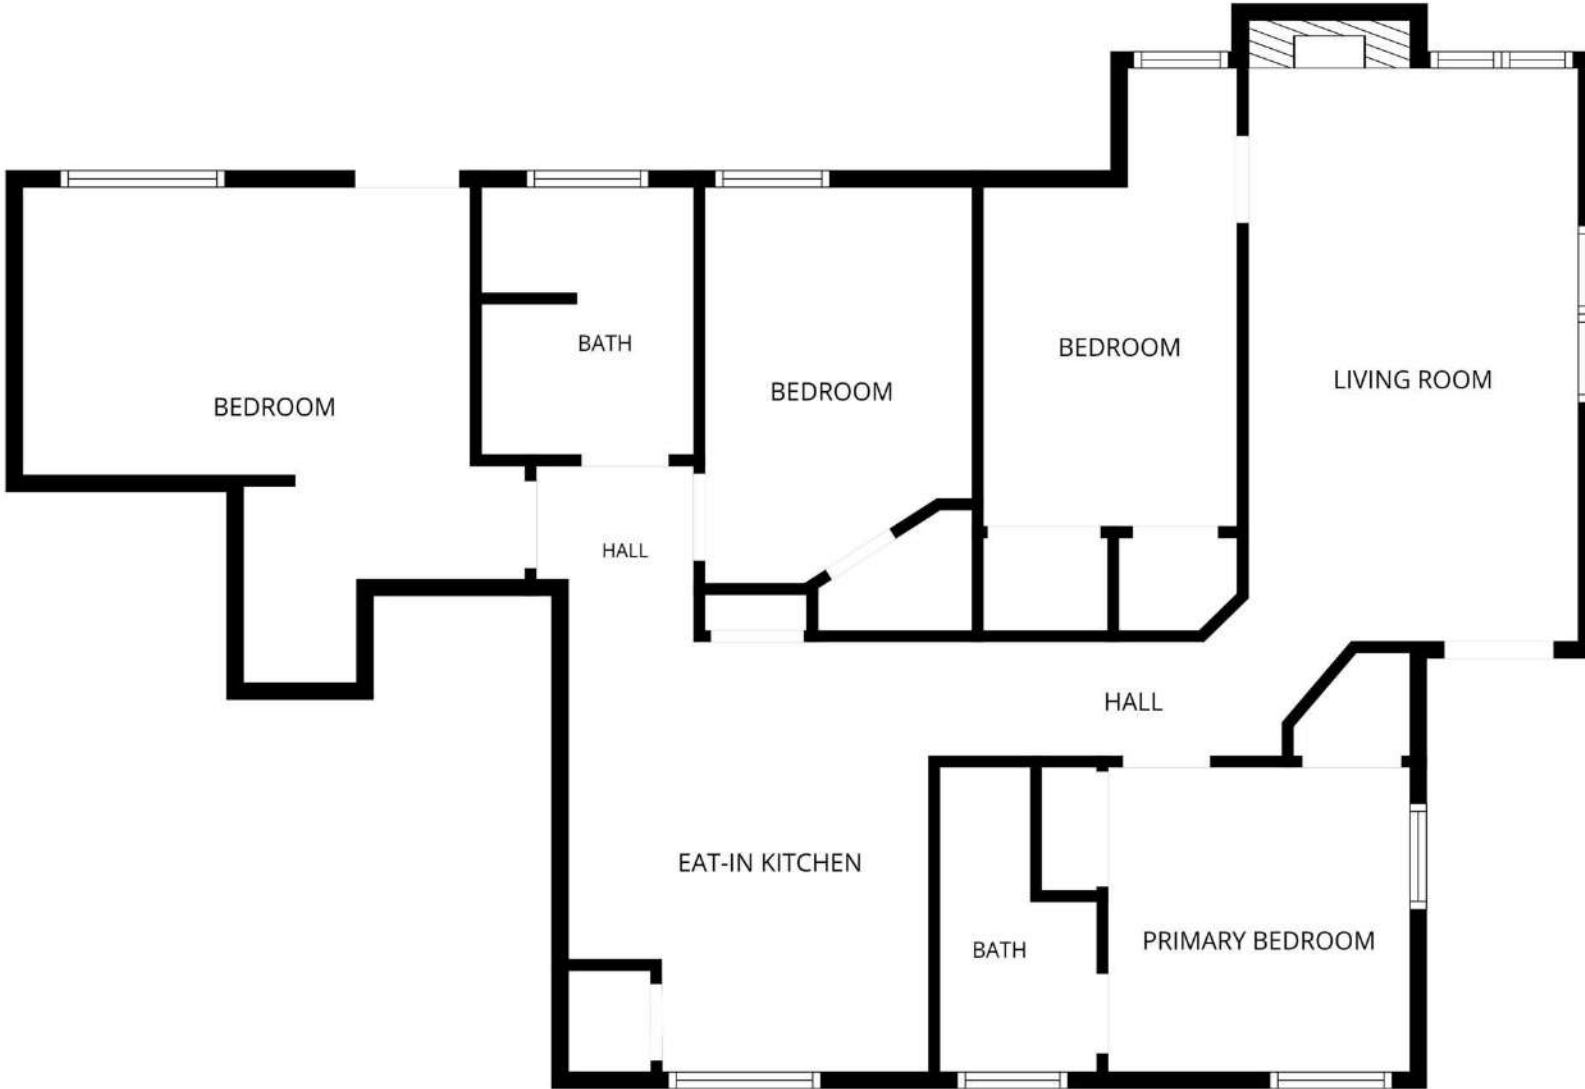 BATH
BEDROOM
LIVING ROOM
BEDROOM
BEDROOM
HALL
HALL
EAT-IN KITCHEN
BATH
PRIMARY BEDROOM